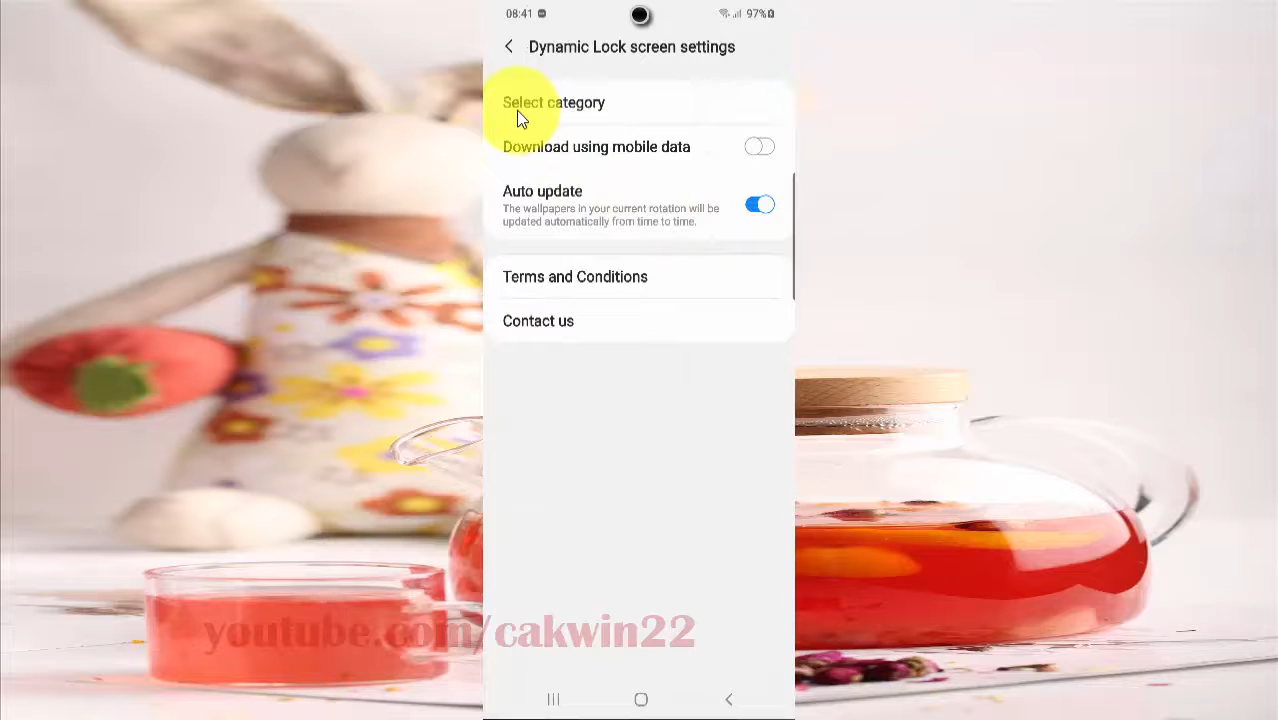 08:41
97%
Dynamic Lock screen settings
Select category
Download using mobile data
Auto update
The wallpapers in your current rotation will be
updated automatically from time to time.
Terms and Conditions
Contact us
youtube.com/cakwin22